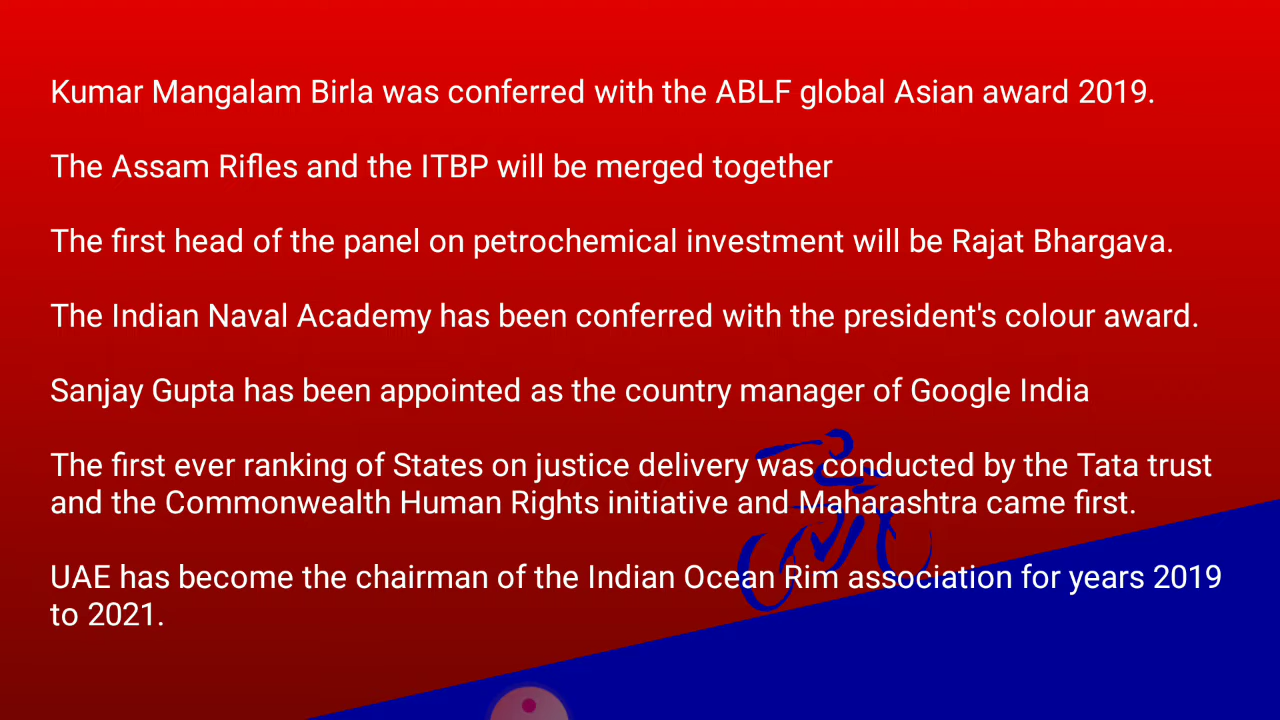 Kumar Mangalam Birla was conferred with the ABLF global Asian award 2019.
The Assam Rifles and the ITBP will be merged together
The first head of the panel on petrochemical investment will be Rajat Bhargava.
The Indian Naval Academy has been conferred with the president's colour award.
Sanjay Gupta has been appointed as the country manager of Google India
The first ever ranking of States on justice delivery was conducted by the Tata trust
and the Commonwealth Human Rights initiative and Maharashtra came first.
UAE has become the chairman of the Indian Ocean Rim association for years 2019
to 2021.